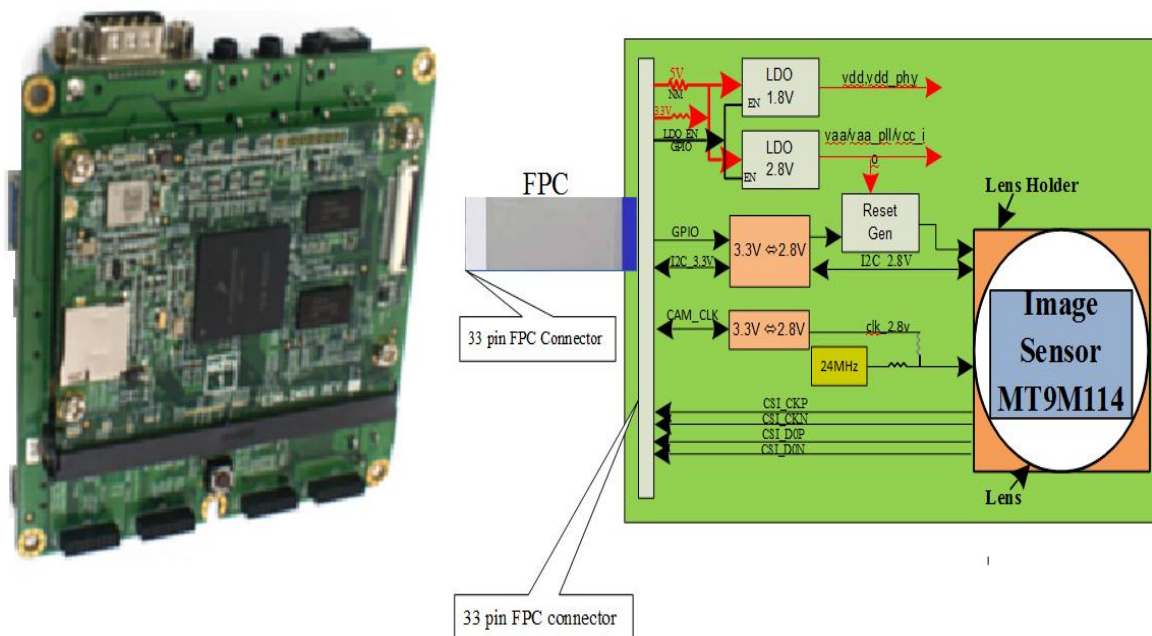 FPC
33 pin FPC Connector
33 pin FPC connector
5V
NM
3.3V
LDO_EN
GPIO
EN
LDO
1.8V
vdd,vdd_phy
EN
LDO
2.8V
vaa/vaa_pll/vcc_i
o
Reset
Gen
GPIO
I2C_3.3V
3.3V ⇔2.8V
I2C 2.8V
CAM_CLK
3.3V ⇔2.8V
clk_2.8v
24MHz
CSI_CKP
CSI_CKN
CSI_D0P
CSI_D0N
Lens Holder
Image
Sensor
MT9M114
Lens